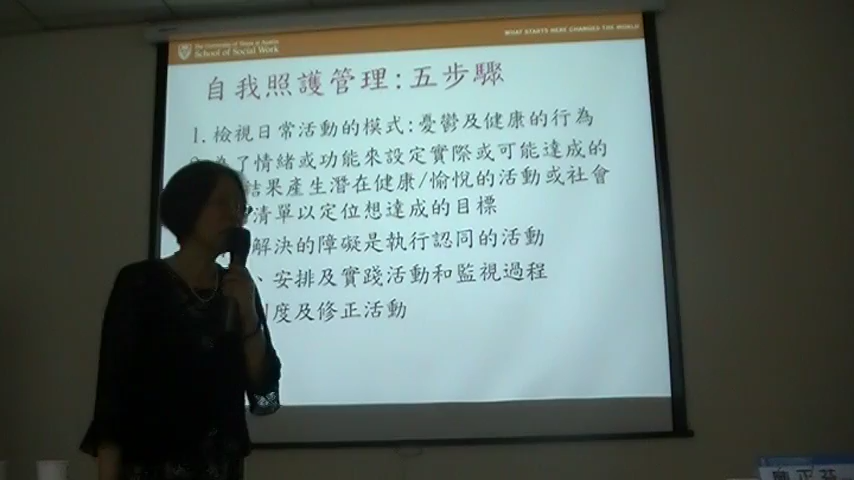 The University of Texas at Austin
School of Social Work
WHAT STARTS HERE CHANGES THE WORLD
自我照護管理:五步驟
1. 檢視日常活動的模式:憂鬱及健康的行為
為了情緒或功能來設定實際或可能達成的
結果產生潛在健康/愉悅的活動或社會
清單以定位想達成的目標
解決的障礙是執行認同的活動
、安排及實踐活動和監視過程
度及修正活動